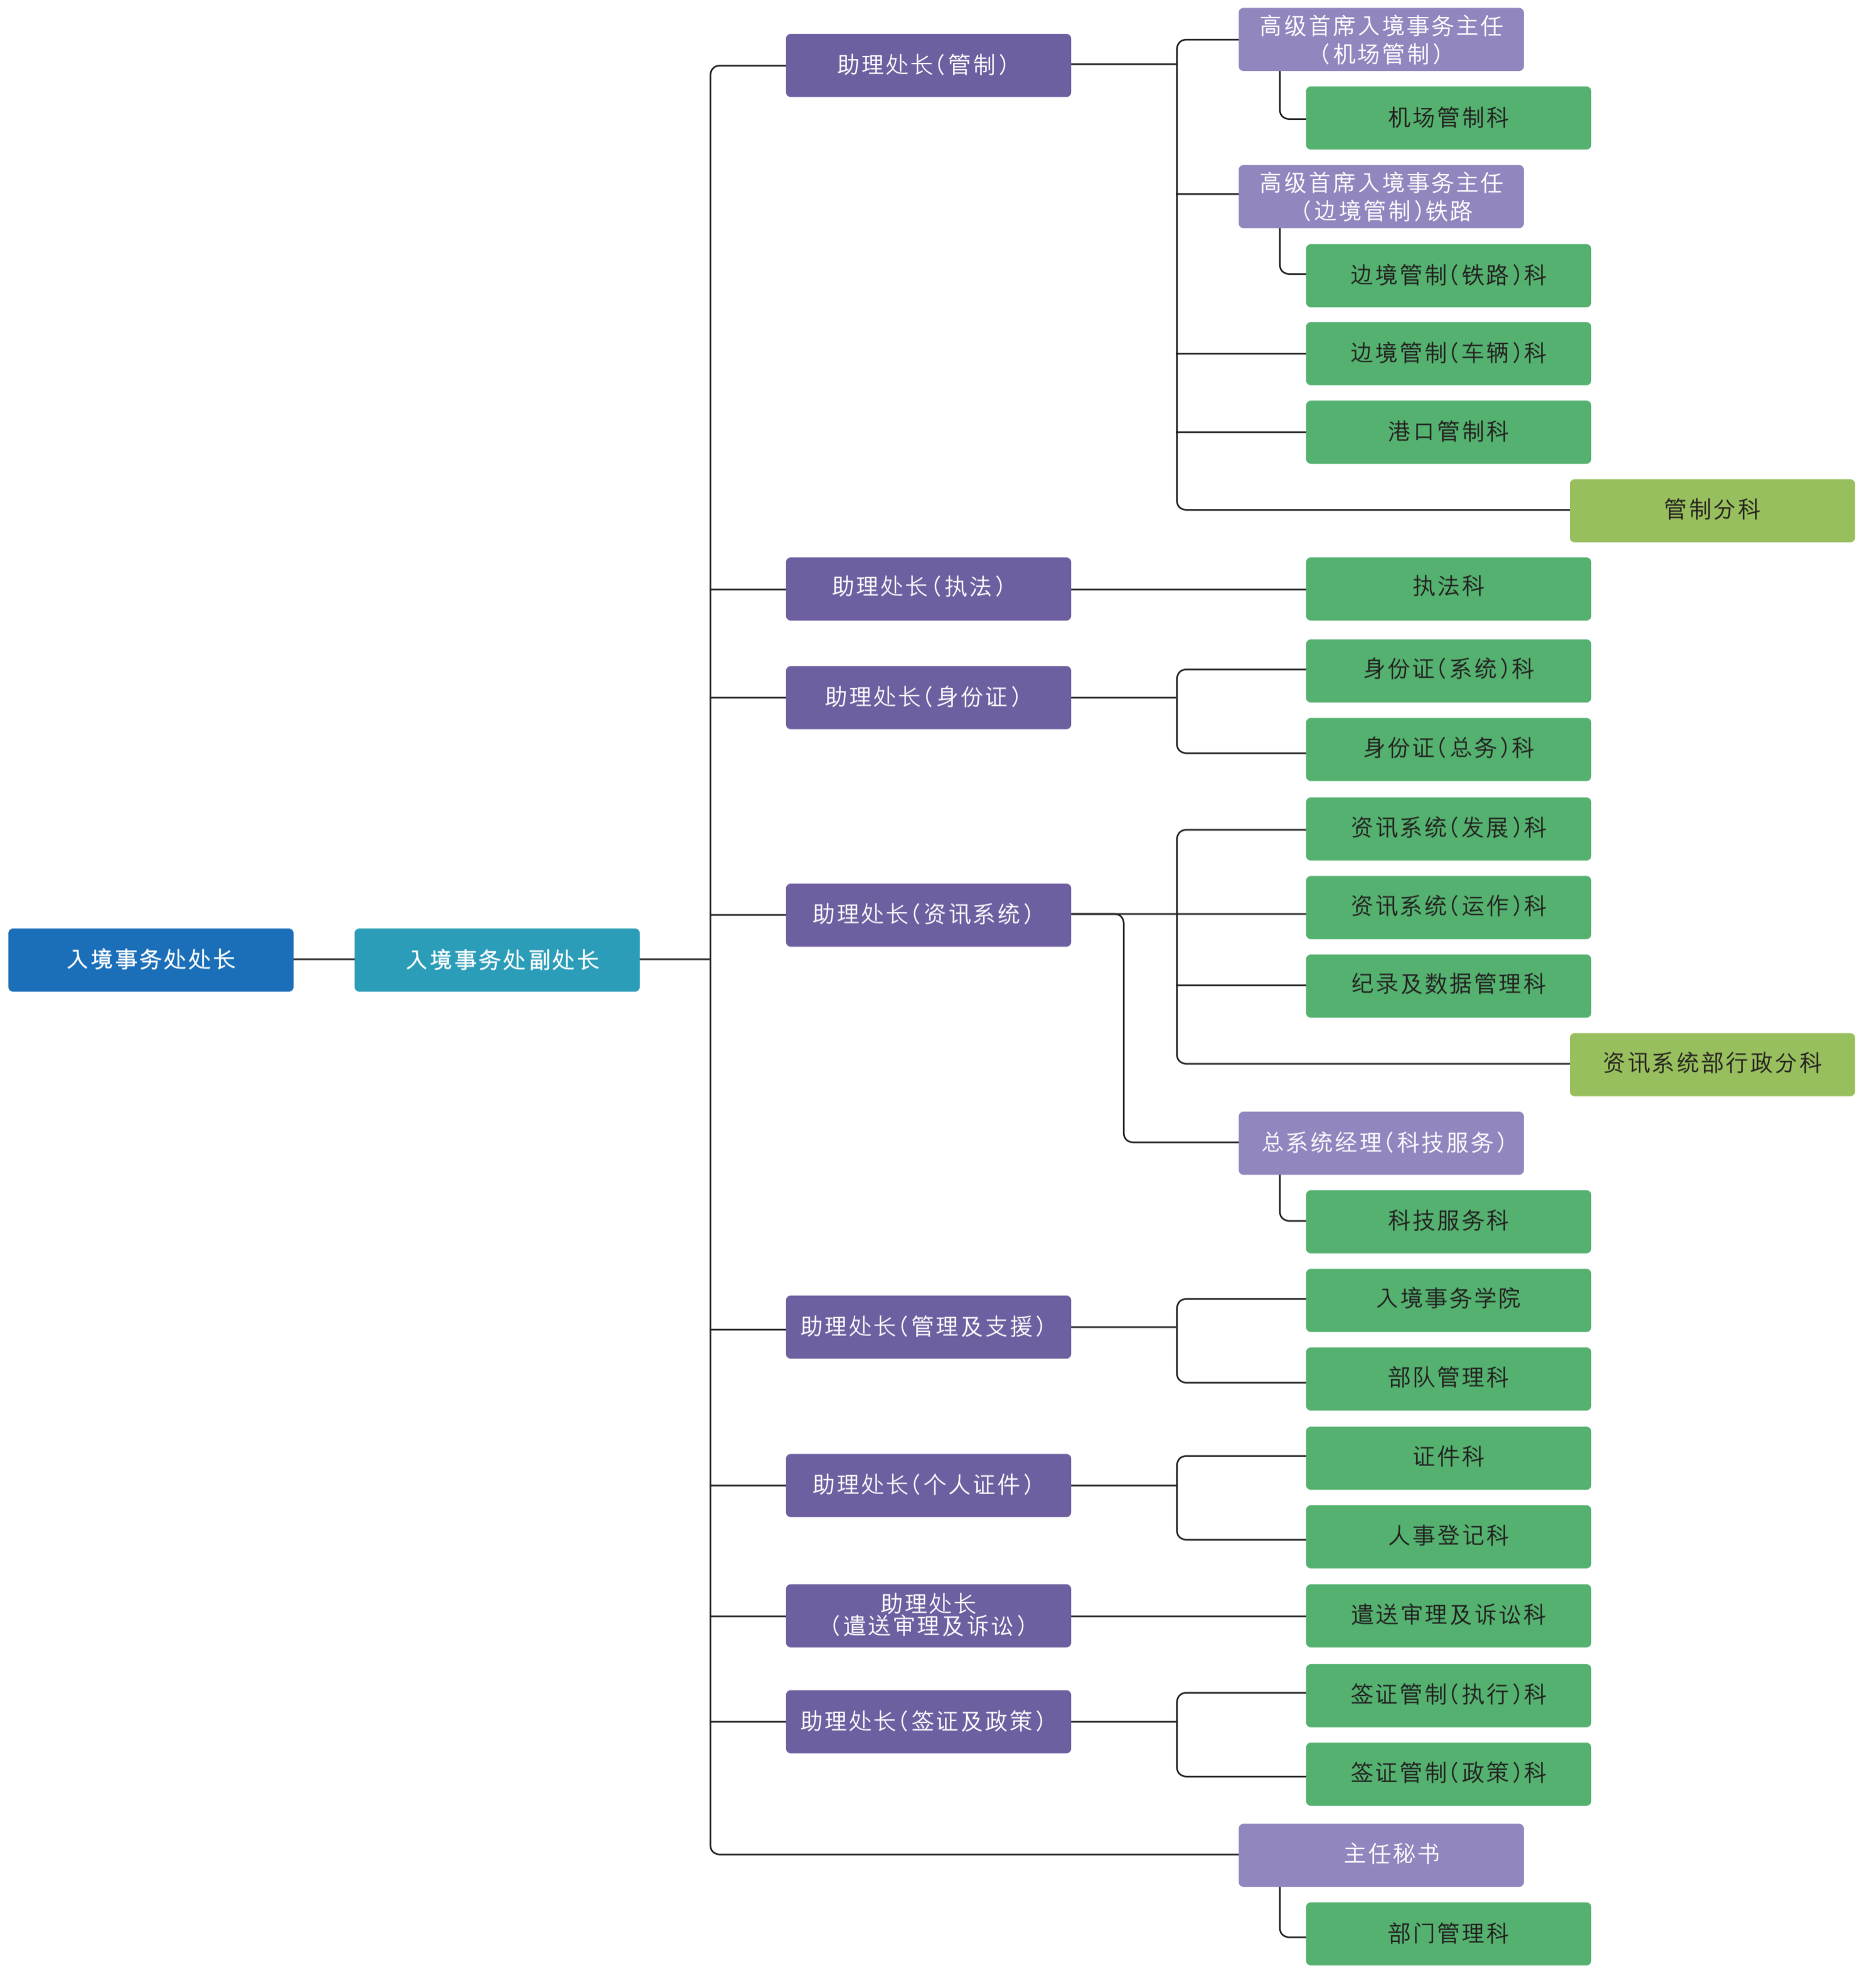 入境事务处处长
入境事务处副处长
助理处长(管制)
高级首席入境事务主任
(机场管制)
机场管制科
高级首席入境事务主任
(边境管制)铁路
边境管制(铁路)科
边境管制(车辆)科
港口管制科
管制分科
助理处长(执法)
执法科
助理处长(身份证)
身份证(系统)科
身份证(总务)科
助理处长(资讯系统)
资讯系统(发展)科
资讯系统(运作)科
纪录及数据管理科
资讯系统部行政分科
总系统经理(科技服务)
科技服务科
助理处长(管理及支援)
入境事务学院
部队管理科
助理处长(个人证件)
证件科
人事登记科
助理处长
(遣送审理及诉讼)
遣送审理及诉讼科
助理处长(签证及政策)
签证管制(执行)科
签证管制(政策)科
主任秘书
部门管理科